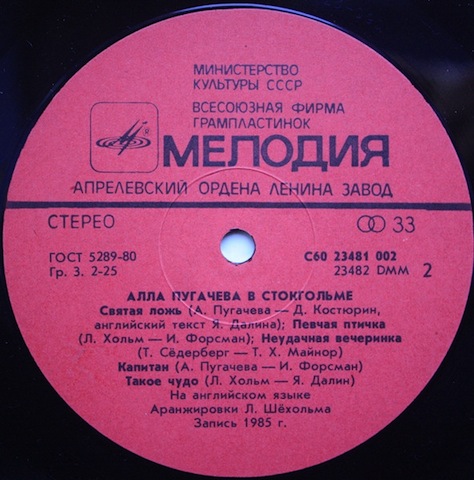 МИНИСТЕРСТВО
КУЛЬТУРЫ СССР
ВСЕСОЮЗНАЯ ФИРМА
ГРАМПЛАСТИНОК
МЕЛОДИЯ
АПРЕЛЕВСКИЙ ОРДЕНА ЛЕНИНА ЗАВОД
СТЕРЕО 33
ГОСТ 5289-80 С60 23481 002
Гр. 3. 2-25 23482 DMM 2
АЛЛА ПУГАЧЕВА В СТОКГОЛЬМЕ
Святая ложь (А. Пугачева — Д. Костюрин,
английский текст Я. Далина); Певчая птичка
(Л. Хольм — И. Форсман); Неудачная вечеринка
(Т. Сёдерберг — Т. Х. Майнор)
Капитан (А. Пугачева — И. Форсман)
Такое чудо (Л. Хольм — Я. Далин)
На английском языке
Аранжировки Л. Шёхольма
Запись 1985 г.